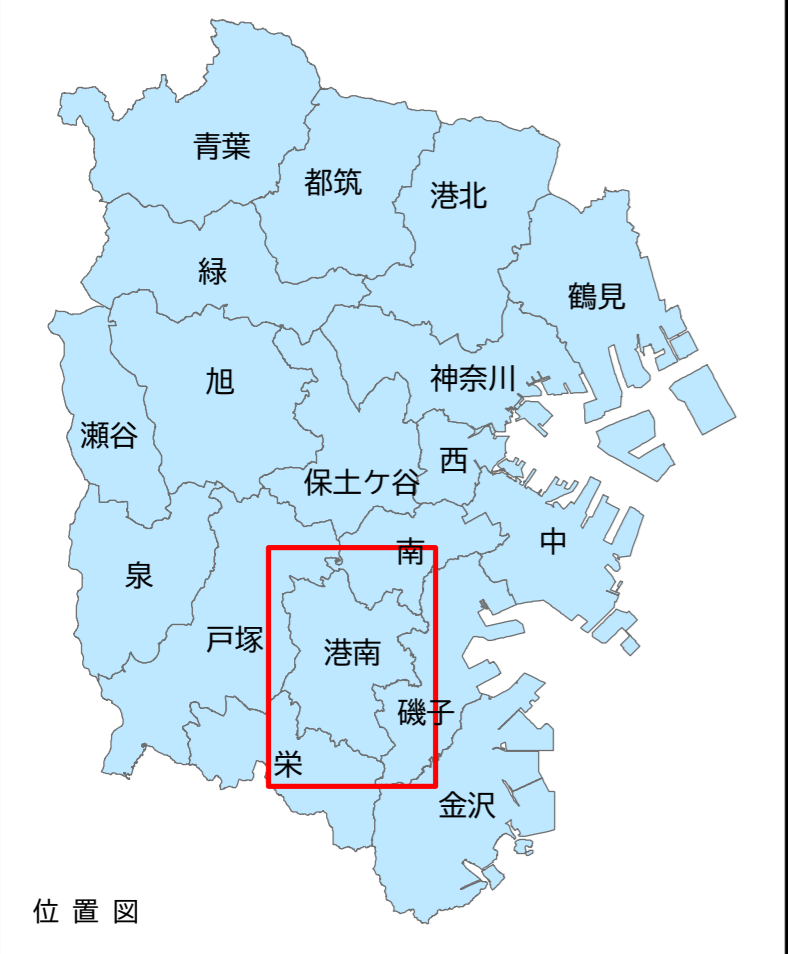 青葉
都筑
港北
緑
鶴見
旭
神奈川
瀬谷
西
保土ケ谷
中
南
泉
戸塚
港南
磯子
栄
金沢
位置図